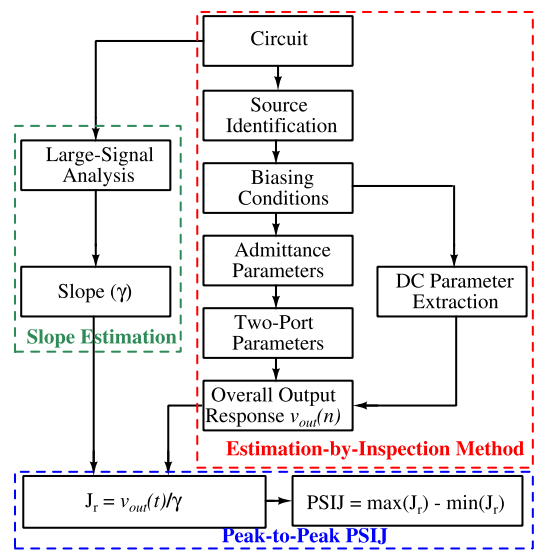 Circuit
Source
Identification
Large-Signal
Analysis
Biasing
Conditions
Admittance
Parameters
Slope (γ)
DC Parameter
Extraction
Two-Port
Parameters
Slope Estimation
Overall Output
Response v_out(n)
Estimation-by-Inspection Method
J_r = v_out(t)/γ
PSIJ = max(J_r) - min(J_r)
Peak-to-Peak PSIJ